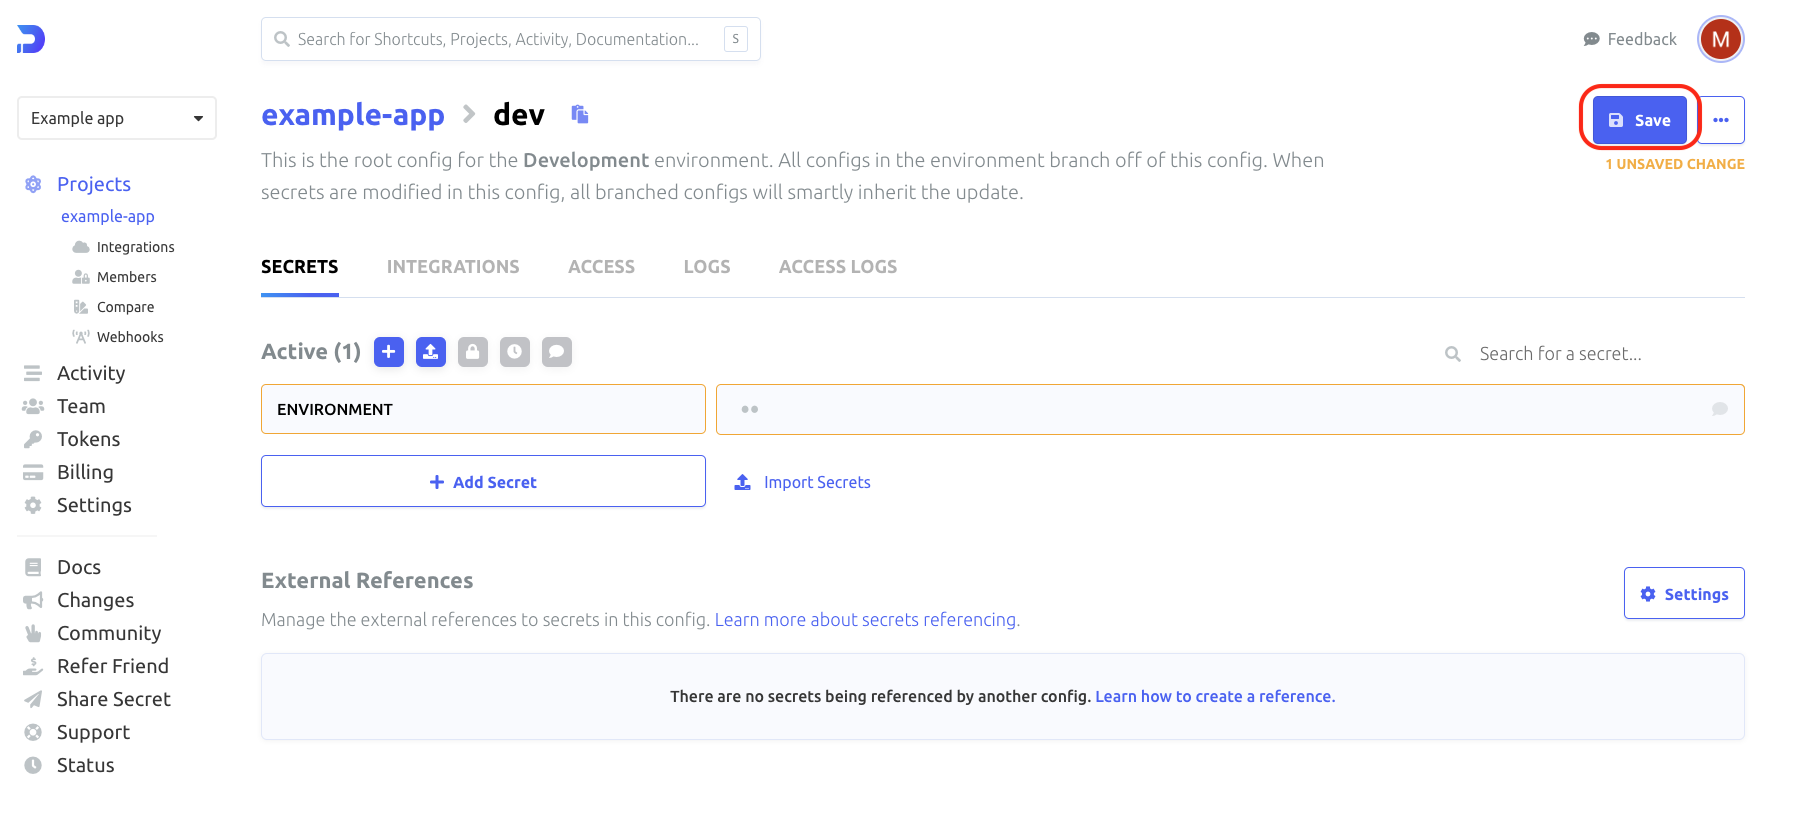 Search for Shortcuts, Projects, Activity, Documentation...
S
Feedback
M
Example app
example-app > dev
Save
1 UNSAVED CHANGE
This is the root config for the Development environment. All configs in the environment branch off of this config. When
secrets are modified in this config, all branched configs will smartly inherit the update.
Projects
example-app
Integrations
Members
Compare
Webhooks
Activity
Team
Tokens
Billing
Settings
Docs
Changes
Community
Refer Friend
Share Secret
Support
Status
SECRETS
INTEGRATIONS
ACCESS
LOGS
ACCESS LOGS
Active (1)
Search for a secret...
ENVIRONMENT
Add Secret
Import Secrets
External References
Manage the external references to secrets in this config. Learn more about secrets referencing.
Settings
There are no secrets being referenced by another config. Learn how to create a reference.